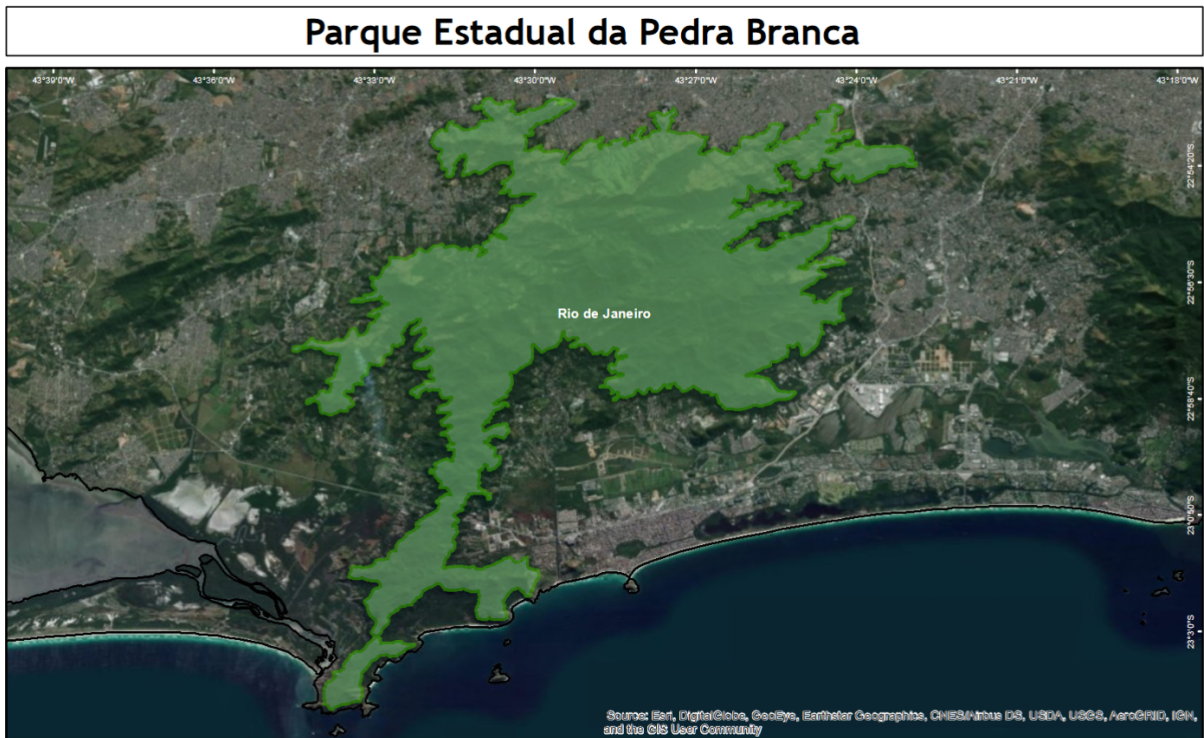 Parque Estadual da Pedra Branca
43°39'0"W 43°36'0"W 43°33'0"W 43°30'0"W 43°27'0"W 43°24'0"W 43°21'0"W 43°18'0"W
22°54'20"S
22°56'30"S
Rio de Janeiro
22°58'40"S
23°0'50"S
23°3'0"S
Source: Esri, DigitalGlobe, GeoEye, Earthstar Geographics, CNES/Airbus DS, USDA, USGS, AeroGRID, IGN,
and the GIS User Community